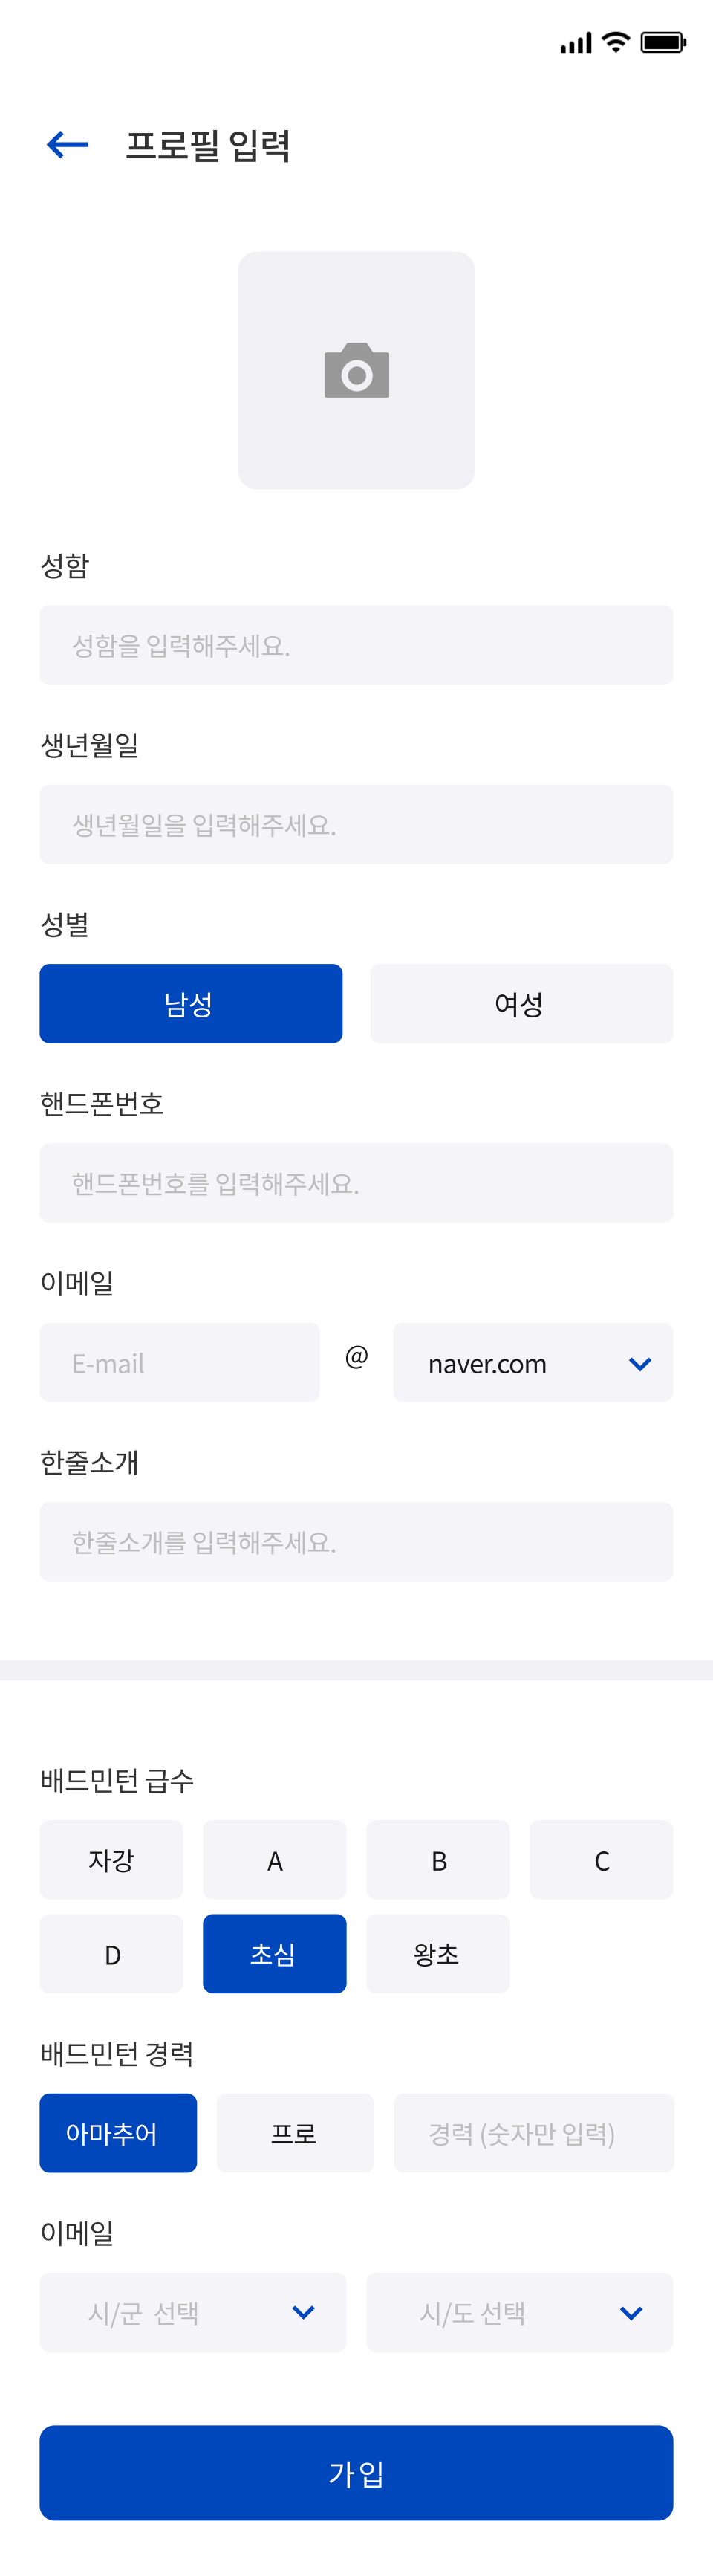 프로필 입력
성함
성함을 입력해주세요.
생년월일
생년월일을 입력해주세요.
성별
남성 여성
핸드폰번호
핸드폰번호를 입력해주세요.
이메일
E-mail @ naver.com
한줄소개
한줄소개를 입력해주세요.
배드민턴 급수
자강 A B C
D 초심 왕초
배드민턴 경력
아마추어 프로 경력 (숫자만 입력)
이메일
시/군 선택 시/도 선택
가입